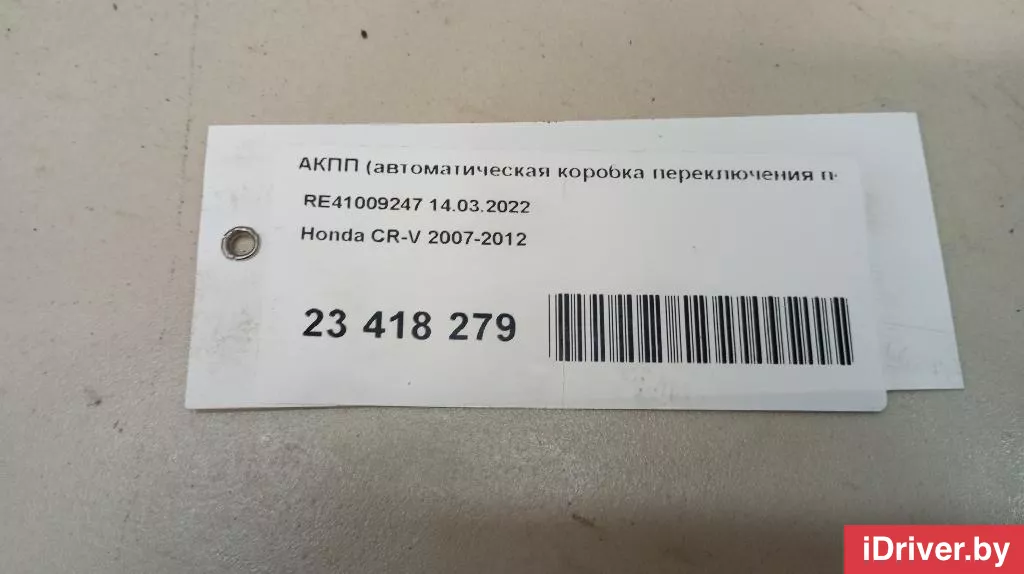 АКПП (автоматическая коробка переключения п
RE41009247 14.03.2022
Honda CR-V 2007-2012
23 418 279
iDriver.by